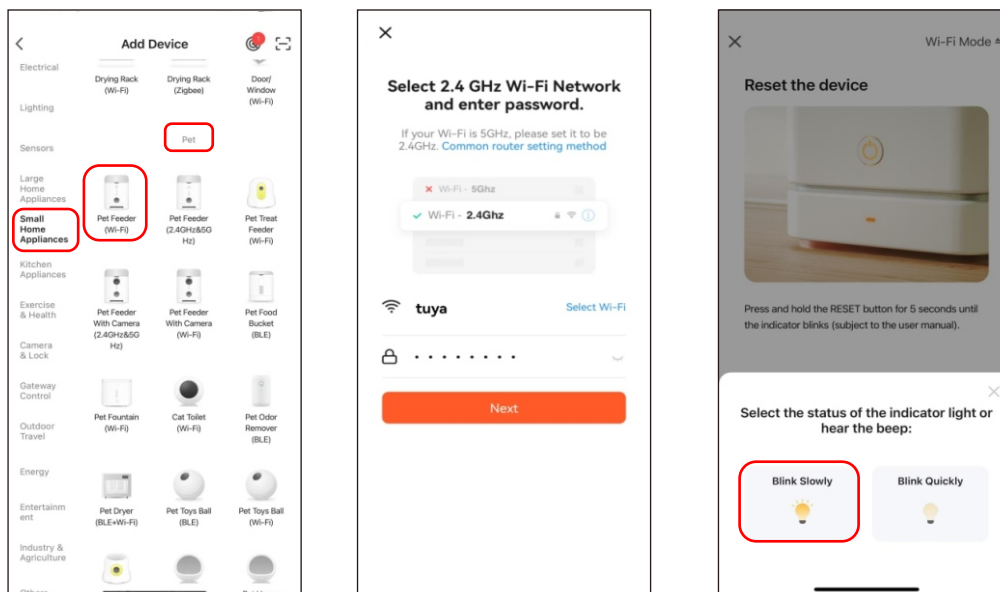 Add Device
Electrical
Lighting
Sensors
Large
Home
Appliances
Small
Home
Appliances
Kitchen
Appliances
Exercise
& Health
Camera
& Lock
Gateway
Control
Outdoor
Travel
Energy
Entertainm
ent
Industry &
Agriculture
Others
Drying Rack
(Wi-Fi)
Drying Rack
(Zigbee)
Door/
Window
(Wi-Fi)
Pet
Pet Feeder
(Wi-Fi)
Pet Feeder
(2.4GHz&5G
Hz)
Pet Treat
Feeder
(Wi-Fi)
Pet Feeder
With Camera
(2.4GHz&5G
Hz)
Pet Feeder
With Camera
(Wi-Fi)
Pet Food
Bucket
(BLE)
Pet Fountain
(Wi-Fi)
Cat Toilet
(Wi-Fi)
Pet Odor
Remover
(BLE)
Pet Dryer
(BLE+Wi-Fi)
Pet Toys Ball
(BLE)
Pet Toys Ball
(Wi-Fi)
Select 2.4 GHz Wi-Fi Network
and enter password.
If your Wi-Fi is 5GHz, please set it to be
2.4GHz. Common router setting method
Wi-Fi - 5Ghz
Wi-Fi - 2.4Ghz
tuya
Select Wi-Fi
Next
Wi-Fi Mode
Reset the device
Press and hold the RESET button for 5 seconds until
the indicator blinks (subject to the user manual).
Select the status of the indicator light or
hear the beep:
Blink Slowly
Blink Quickly